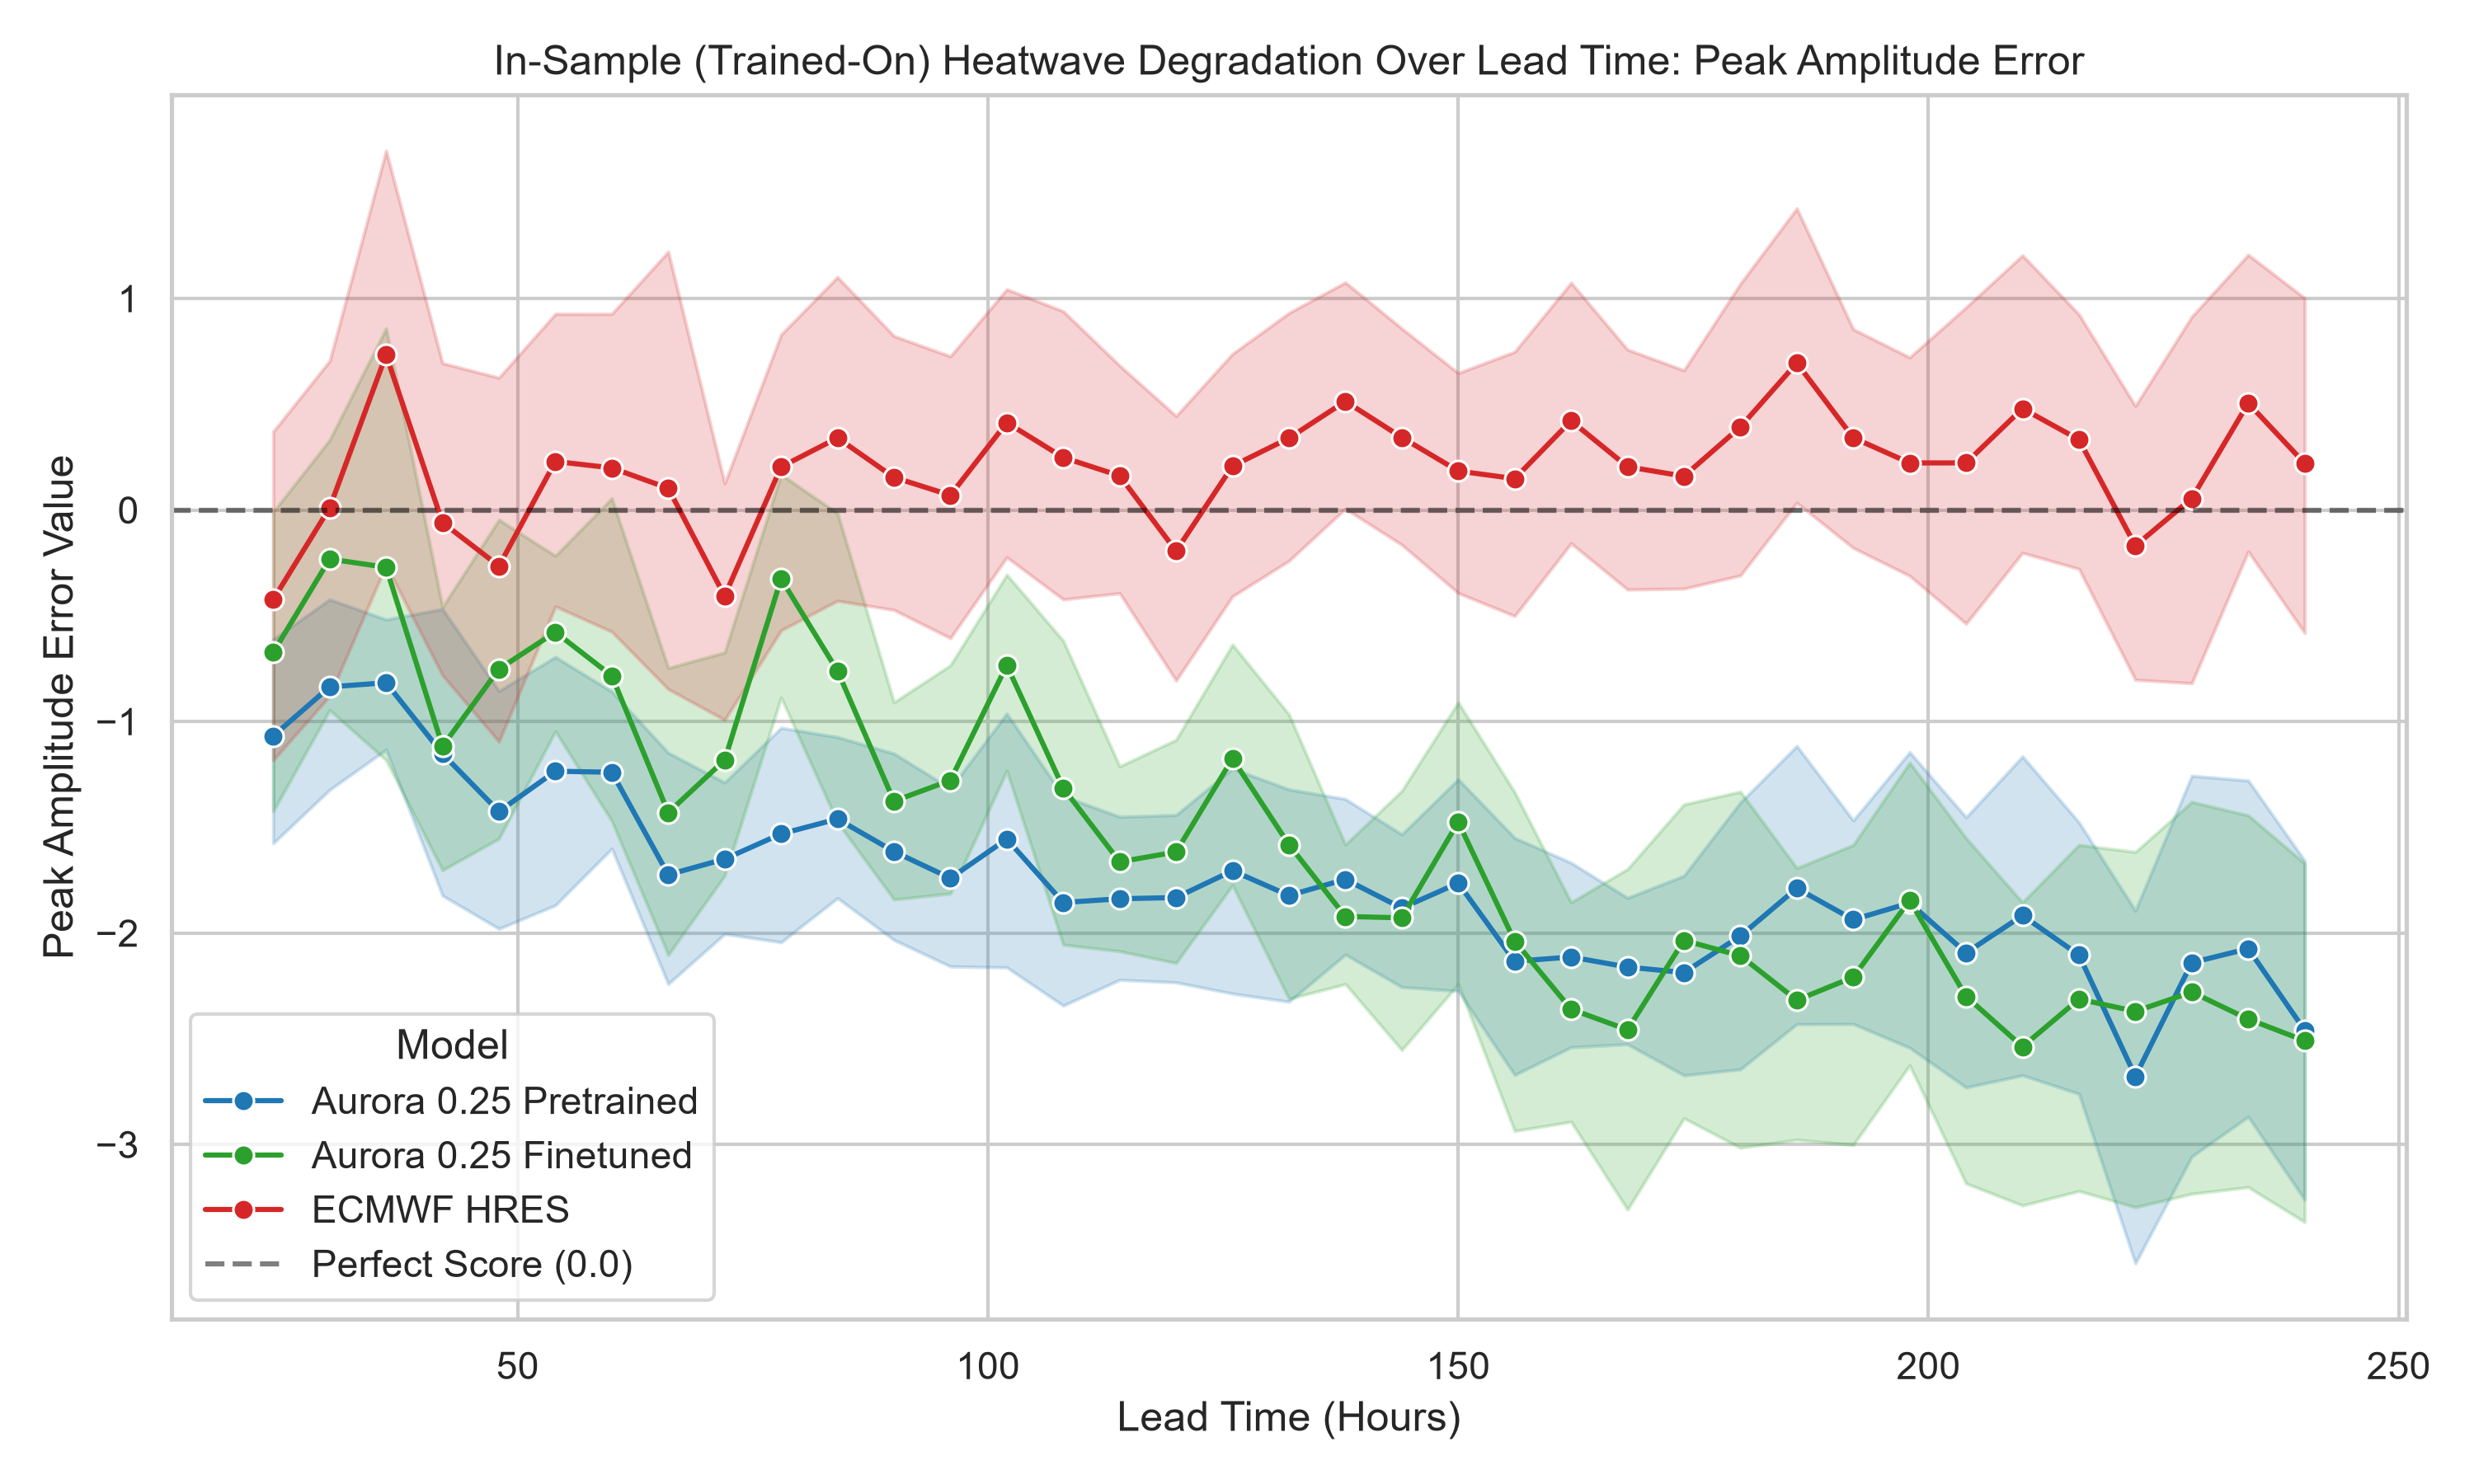 In-Sample (Trained-On) Heatwave Degradation Over Lead Time: Peak Amplitude Error
Peak Amplitude Error Value
1
0
−1
−2
−3
Model
Aurora 0.25 Pretrained
Aurora 0.25 Finetuned
ECMWF HRES
Perfect Score (0.0)
50
100
150
200
250
Lead Time (Hours)